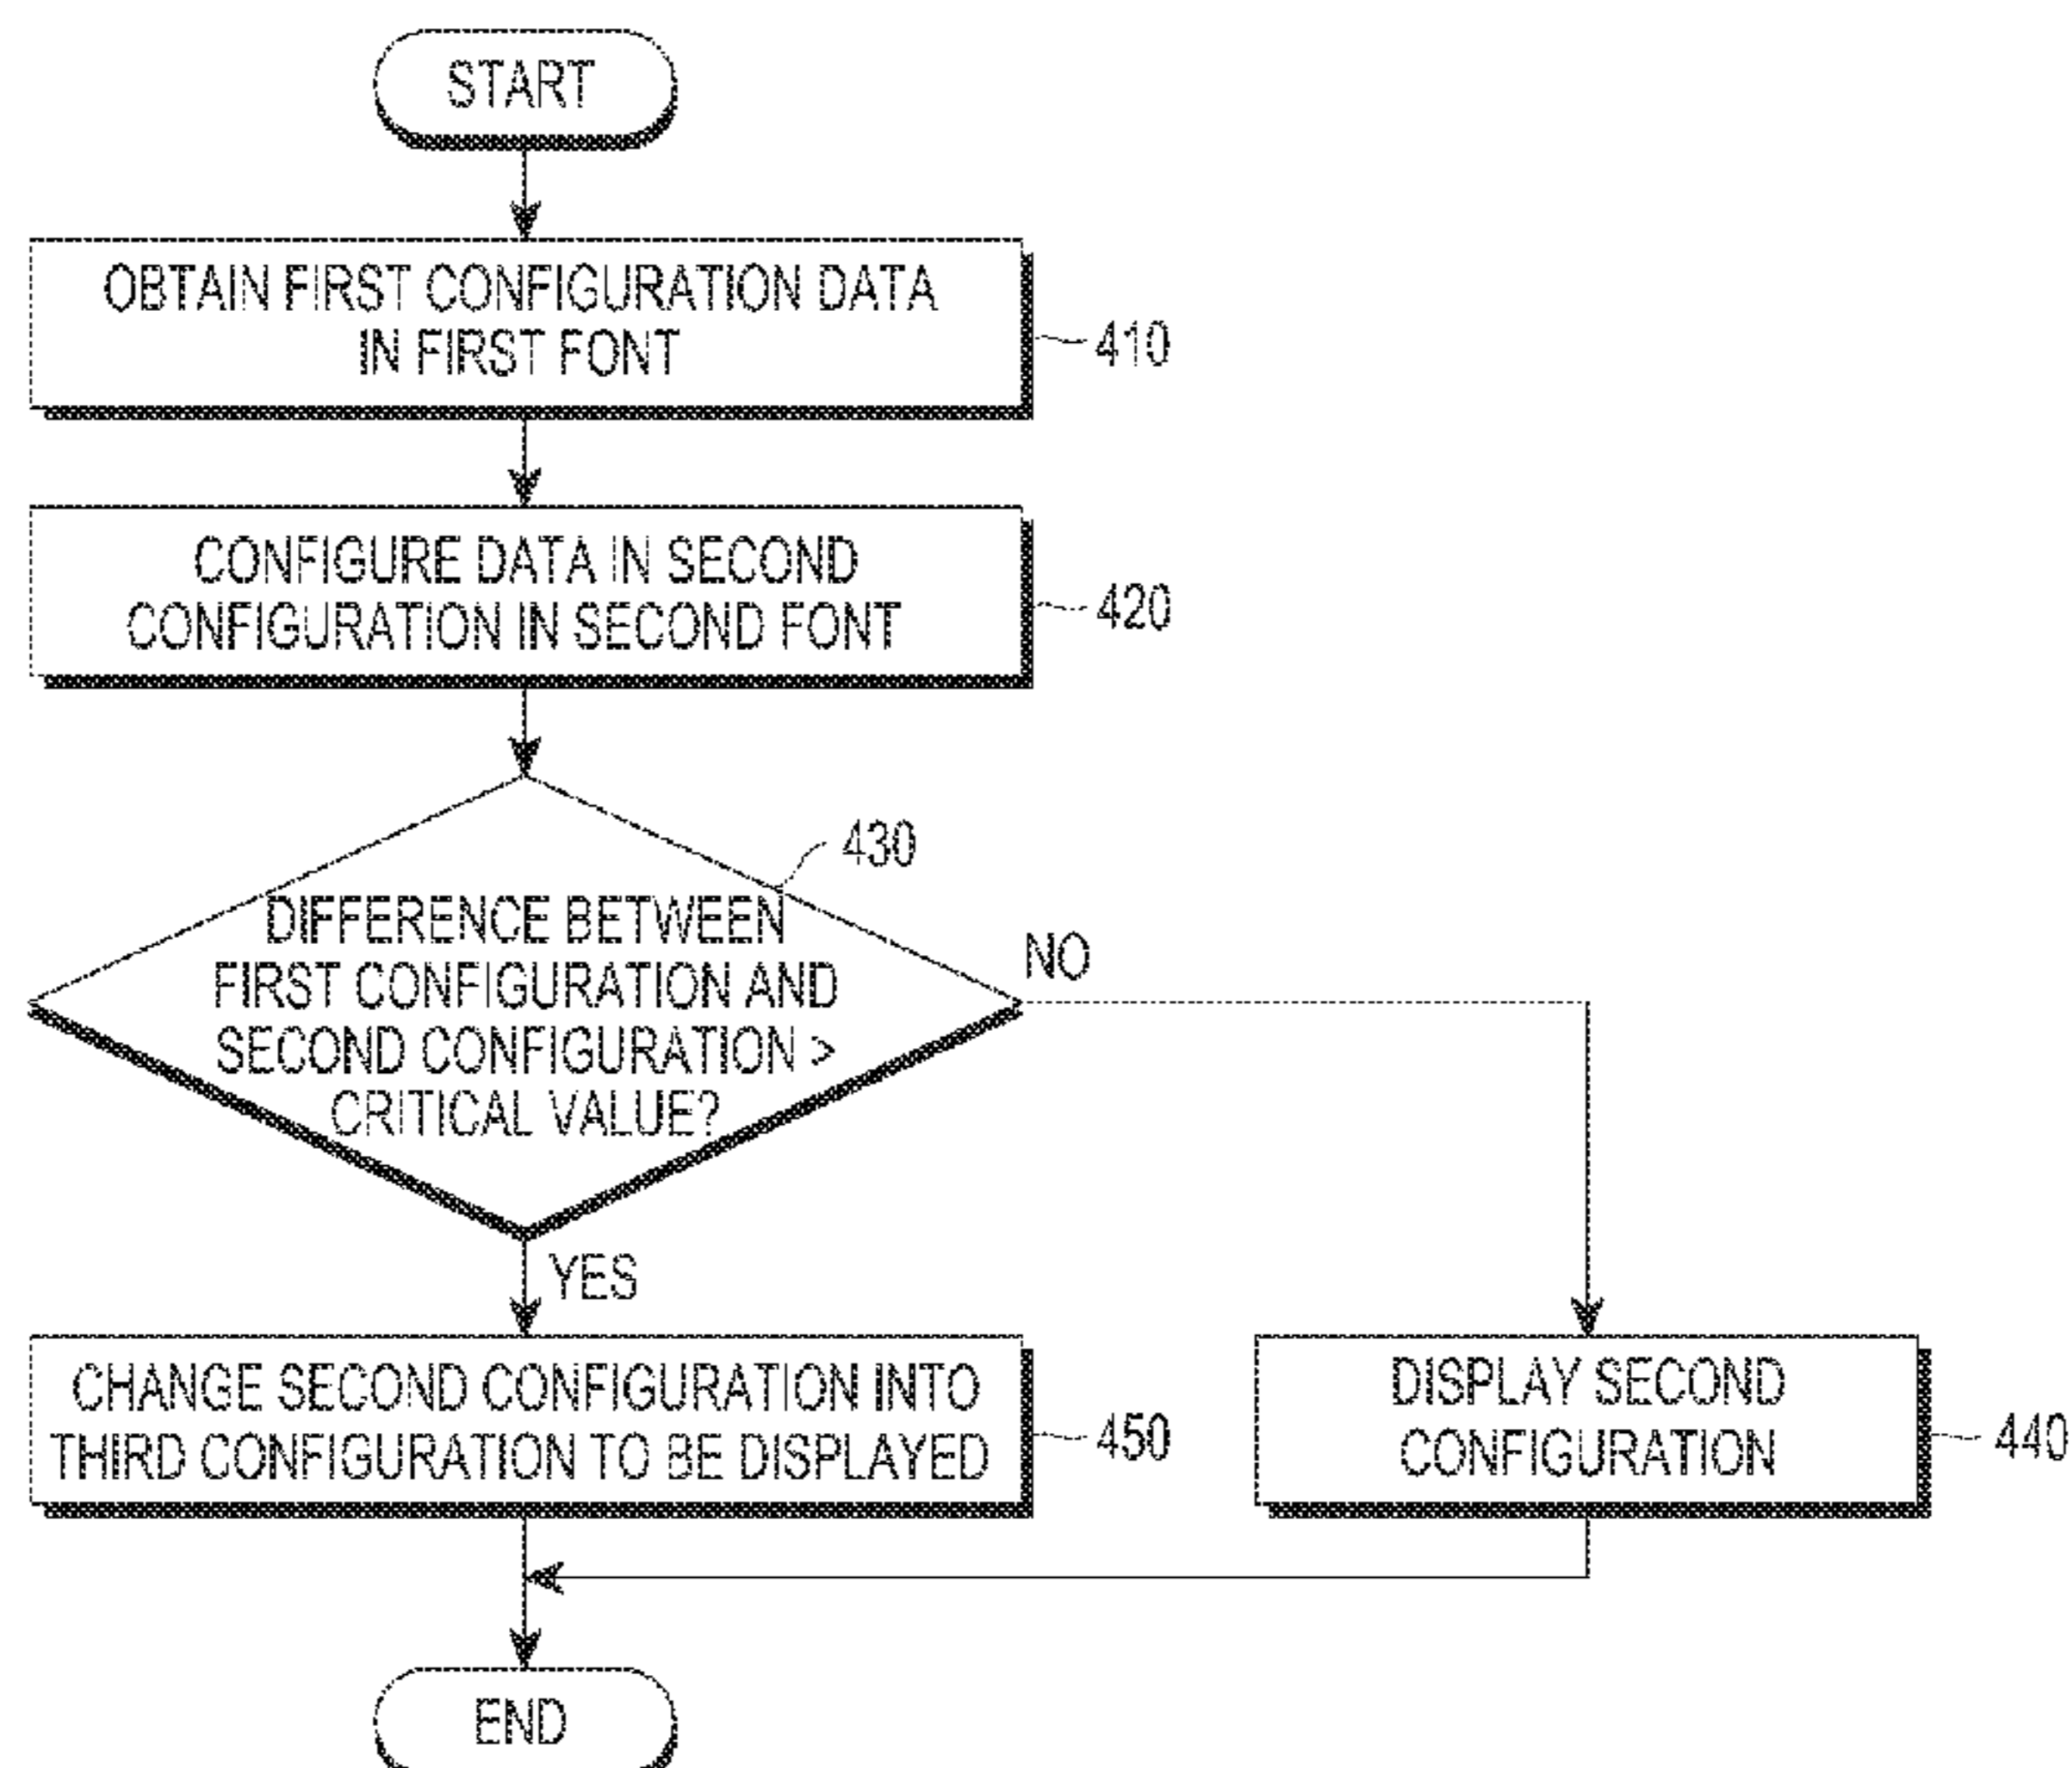 START
OBTAIN FIRST CONFIGURATION DATA
IN FIRST FONT
410
CONFIGURE DATA IN SECOND
CONFIGURATION IN SECOND FONT
420
430
DIFFERENCE BETWEEN
FIRST CONFIGURATION AND
SECOND CONFIGURATION >
CRITICAL VALUE?
NO
YES
CHANGE SECOND CONFIGURATION INTO
THIRD CONFIGURATION TO BE DISPLAYED
450
DISPLAY SECOND
CONFIGURATION
440
END